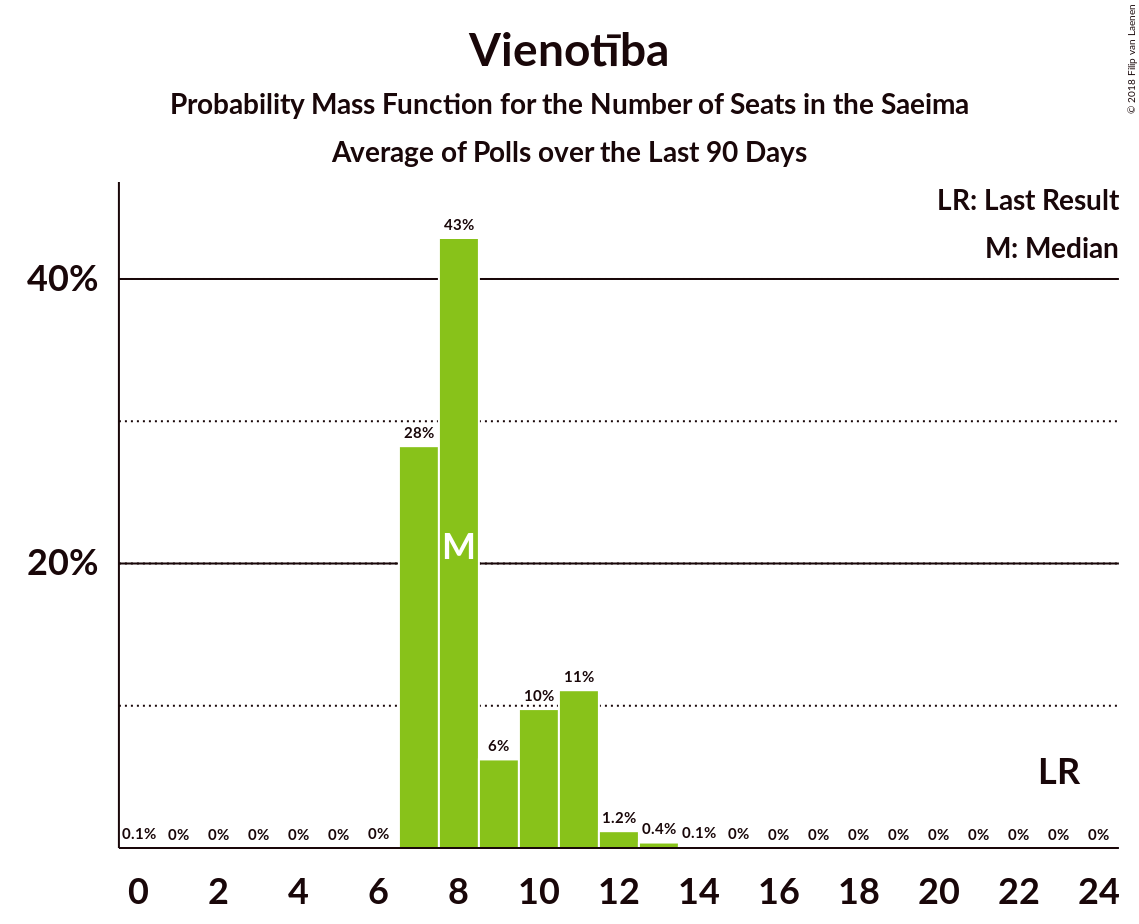 Vienotība
Probability Mass Function for the Number of Seats in the Saeima
Average of Polls over the Last 90 Days
© 2018 Filip van Laenen
LR: Last Result
M: Median
40%
20%
43%
28%
M
11%
10%
6%
LR
0.1% 0% 0% 0% 0% 0% 0% 1.2% 0.4% 0.1% 0% 0% 0% 0% 0% 0% 0% 0% 0% 0%
0 2 4 6 8 10 12 14 16 18 20 22 24